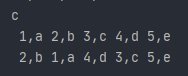 c
1,a 2,b 3,c 4,d 5,e
2,b 1,a 4,d 3,c 5,e